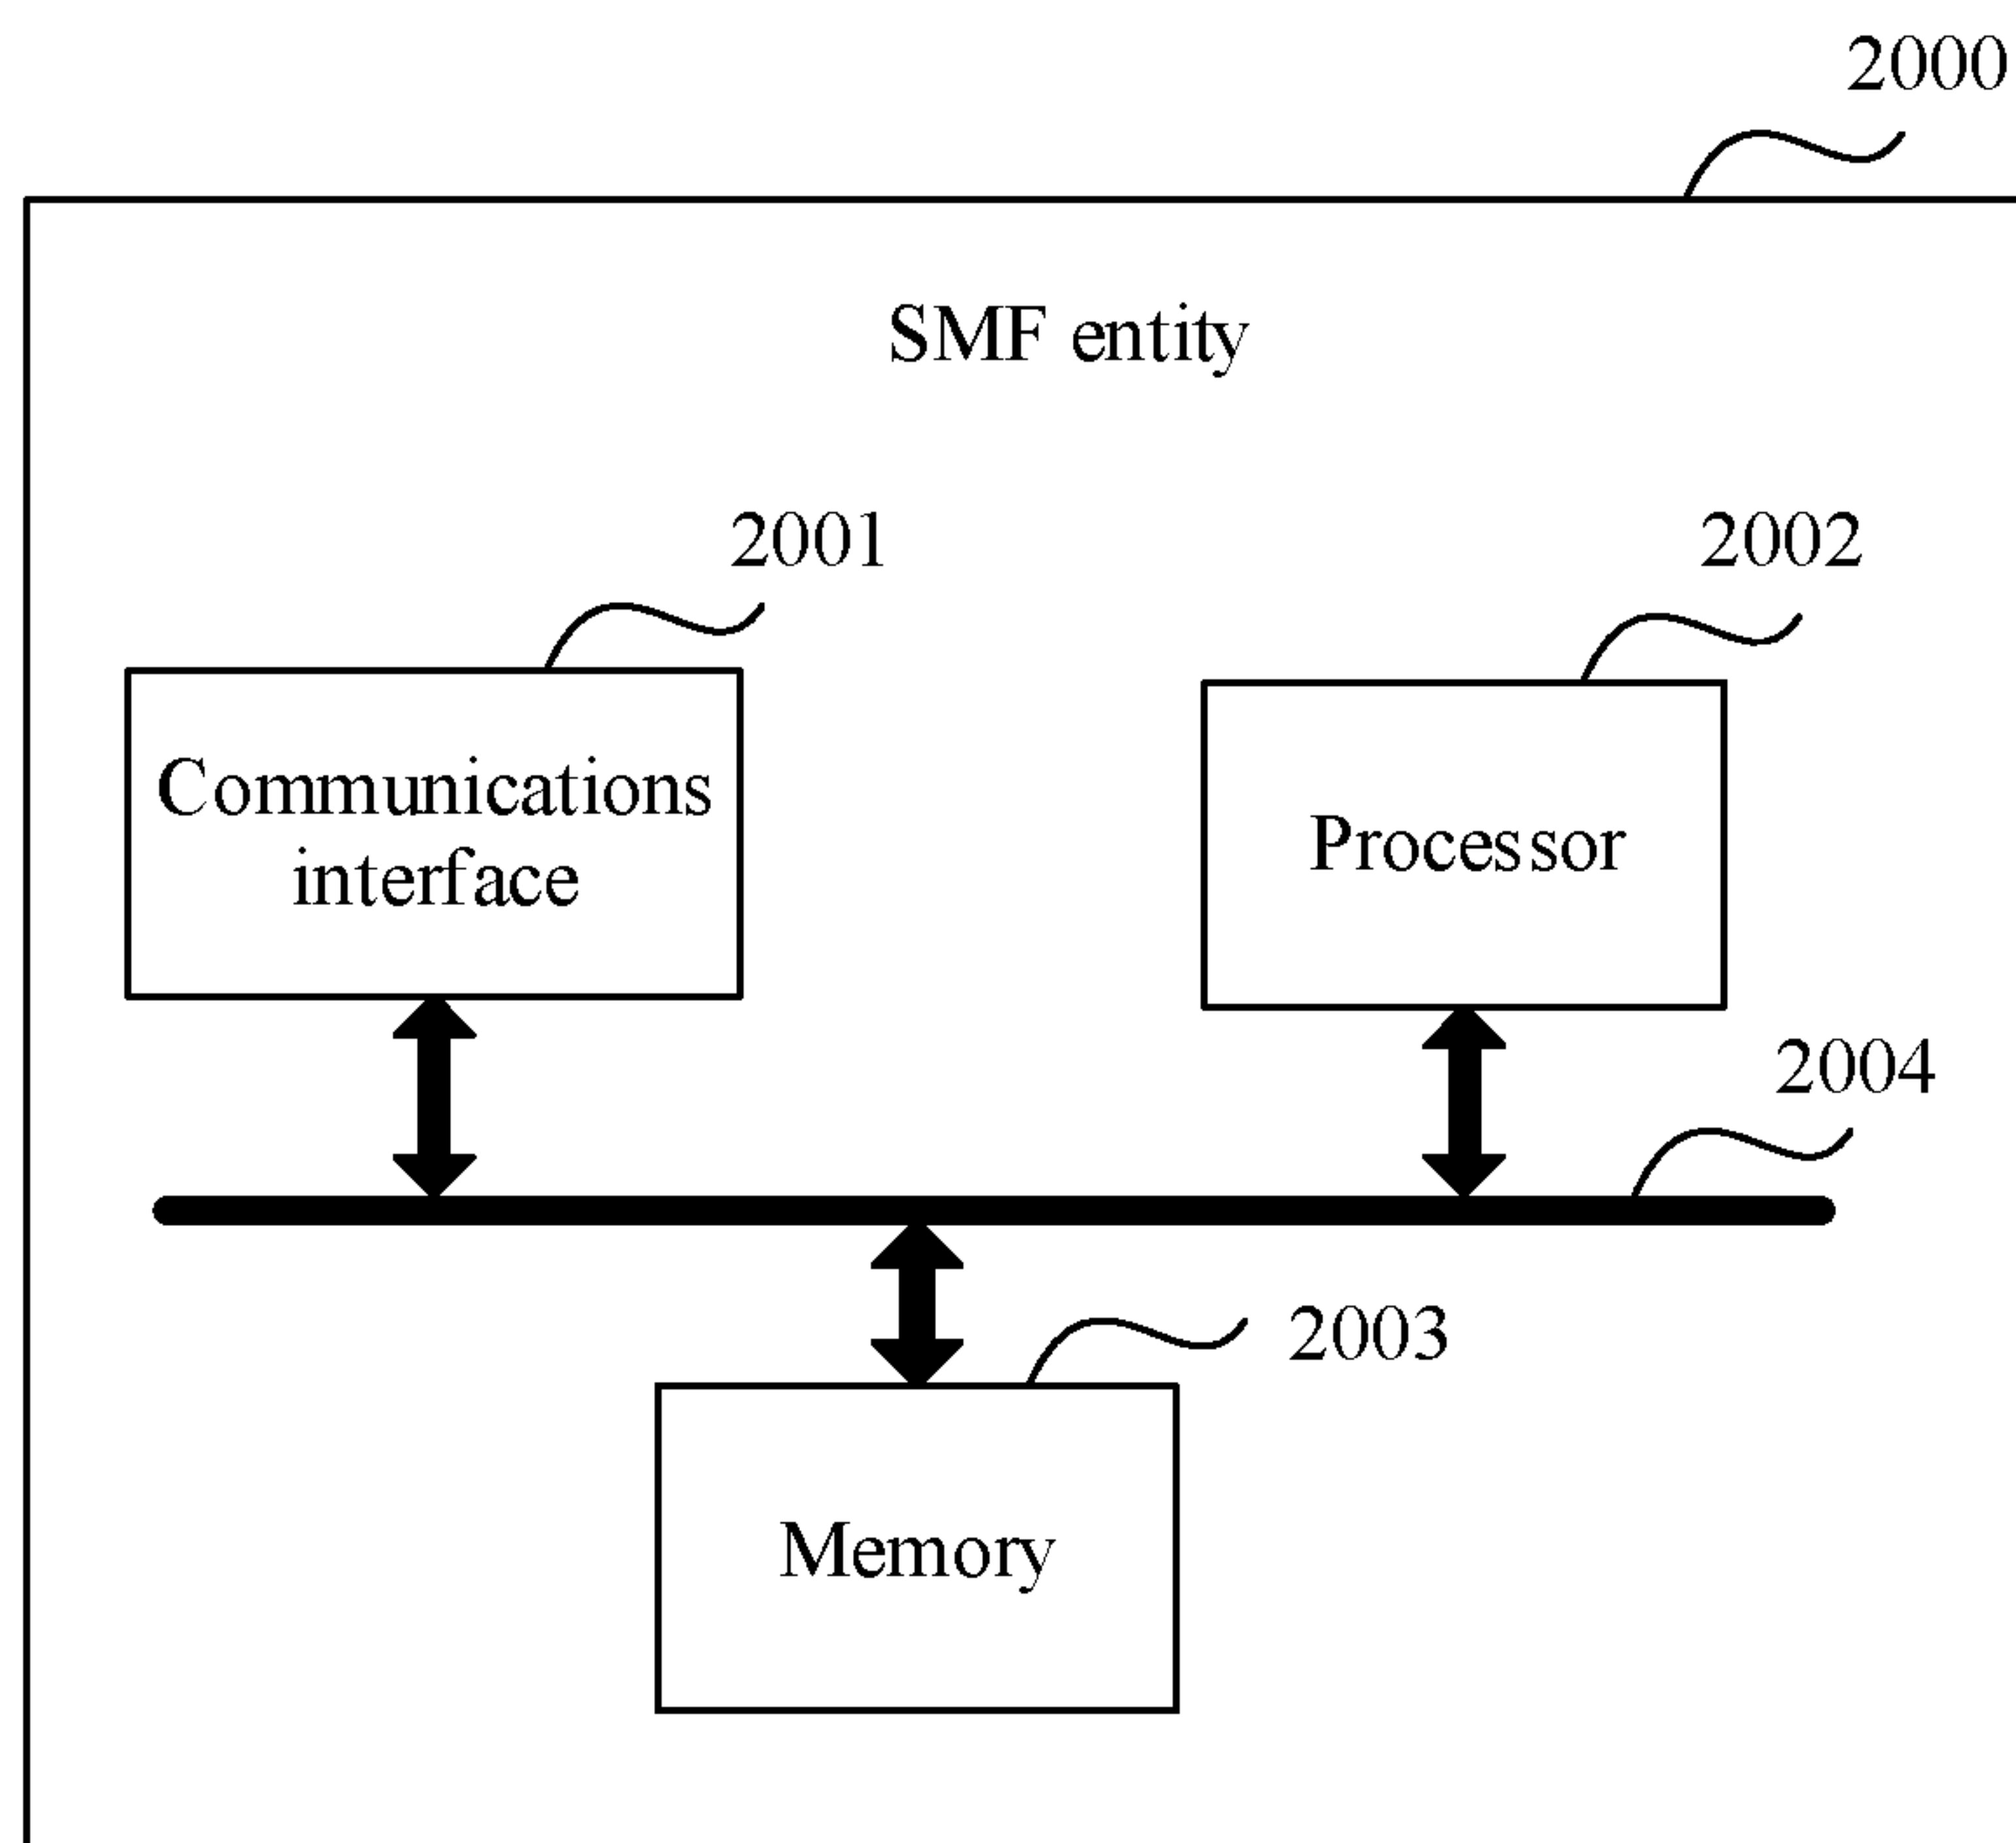 2000
SMF entity
2001
2002
Communications
interface
Processor
2004
2003
Memory